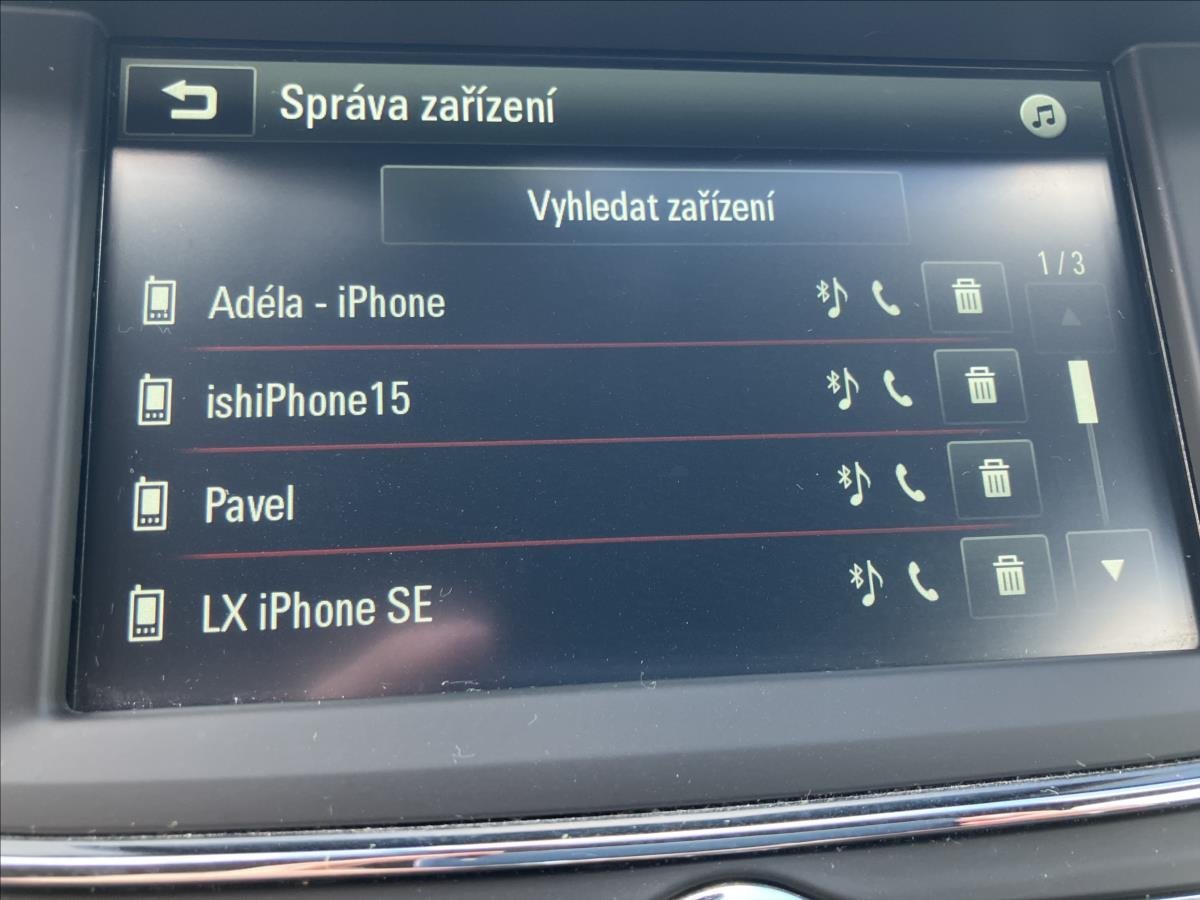 Správa zařízení
Vyhledat zařízení
1/3
Adéla - iPhone
ishiPhone15
Pavel
LX iPhone SE